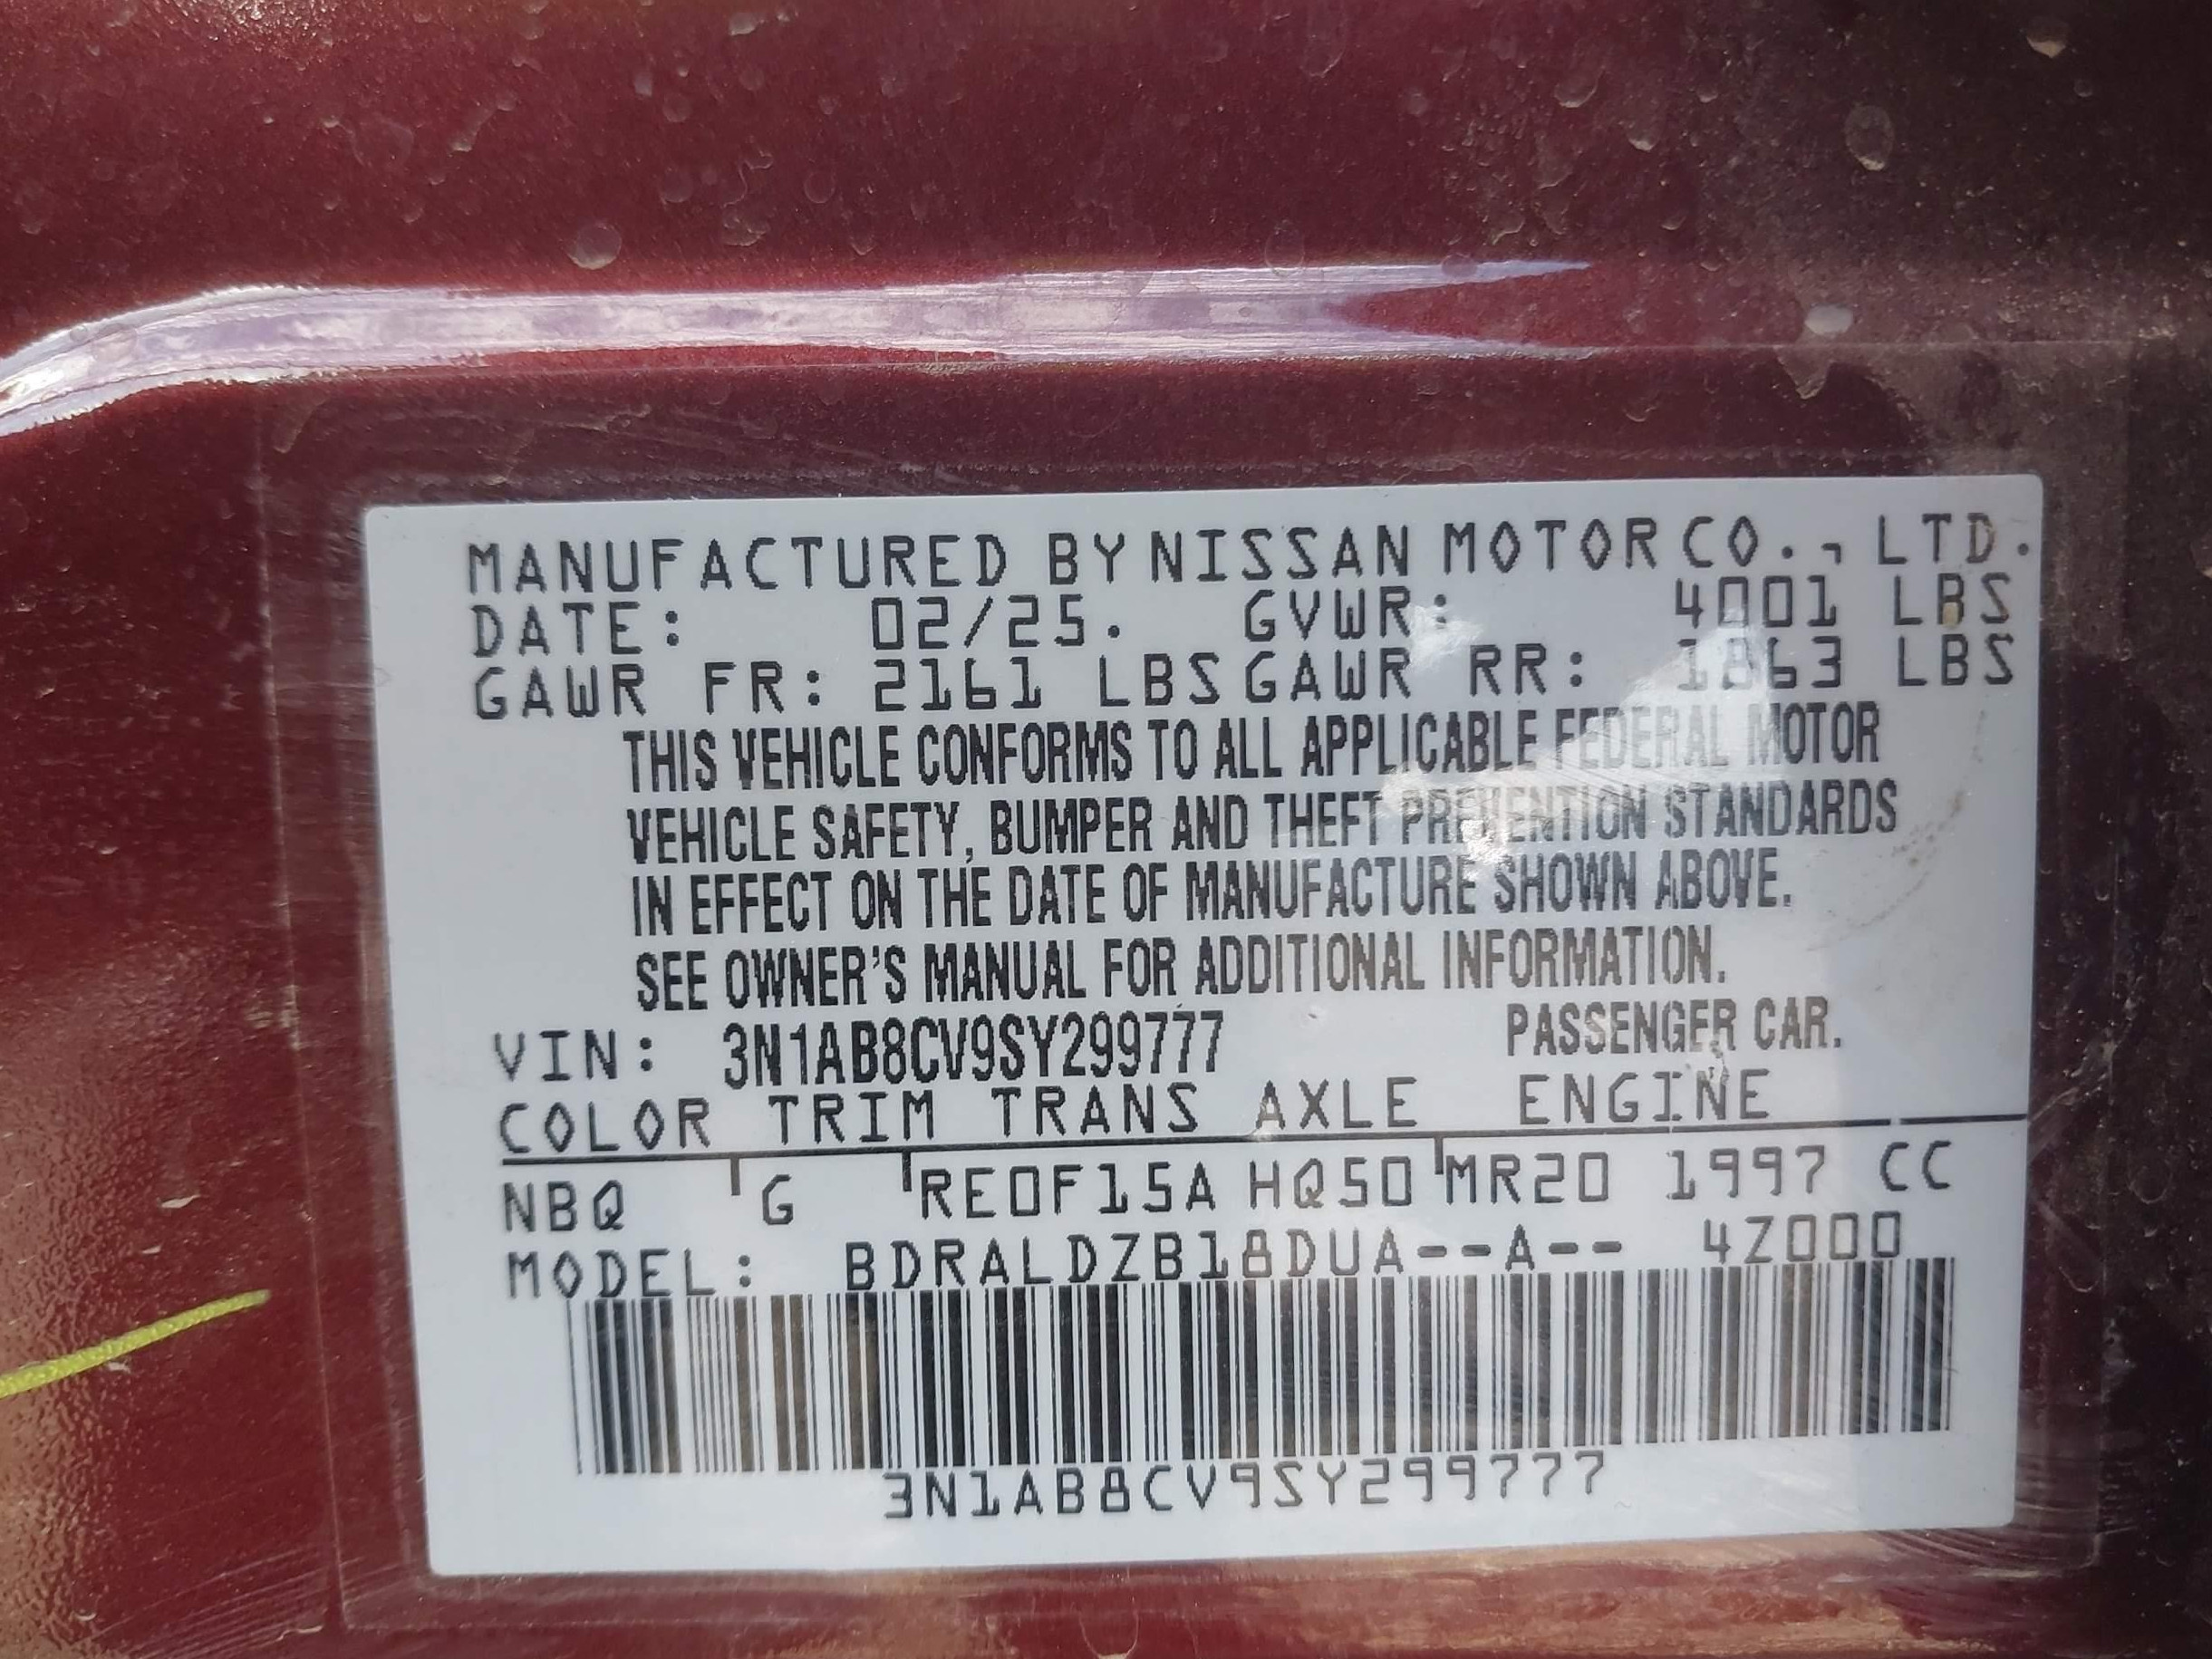 MANUFACTURED BY NISSAN MOTOR CO., LTD.
DATE: 02/25. GVWR: 4001 LBS
GAWR FR: 2161 LBS GAWR RR: 1863 LBS
THIS VEHICLE CONFORMS TO ALL APPLICABLE FEDERAL MOTOR
VEHICLE SAFETY, BUMPER AND THEFT PREVENTION STANDARDS
IN EFFECT ON THE DATE OF MANUFACTURE SHOWN ABOVE.
SEE OWNER'S MANUAL FOR ADDITIONAL INFORMATION.
VIN: 3N1AB8CV9SY299777 PASSENGER CAR.
COLOR TRIM TRANS AXLE ENGINE
NBQ G RE0F15A HQ50 MR20 1997 CC
MODEL: BDRALDZB18DUA--A-- 4Z000
3N1AB8CV9SY299777